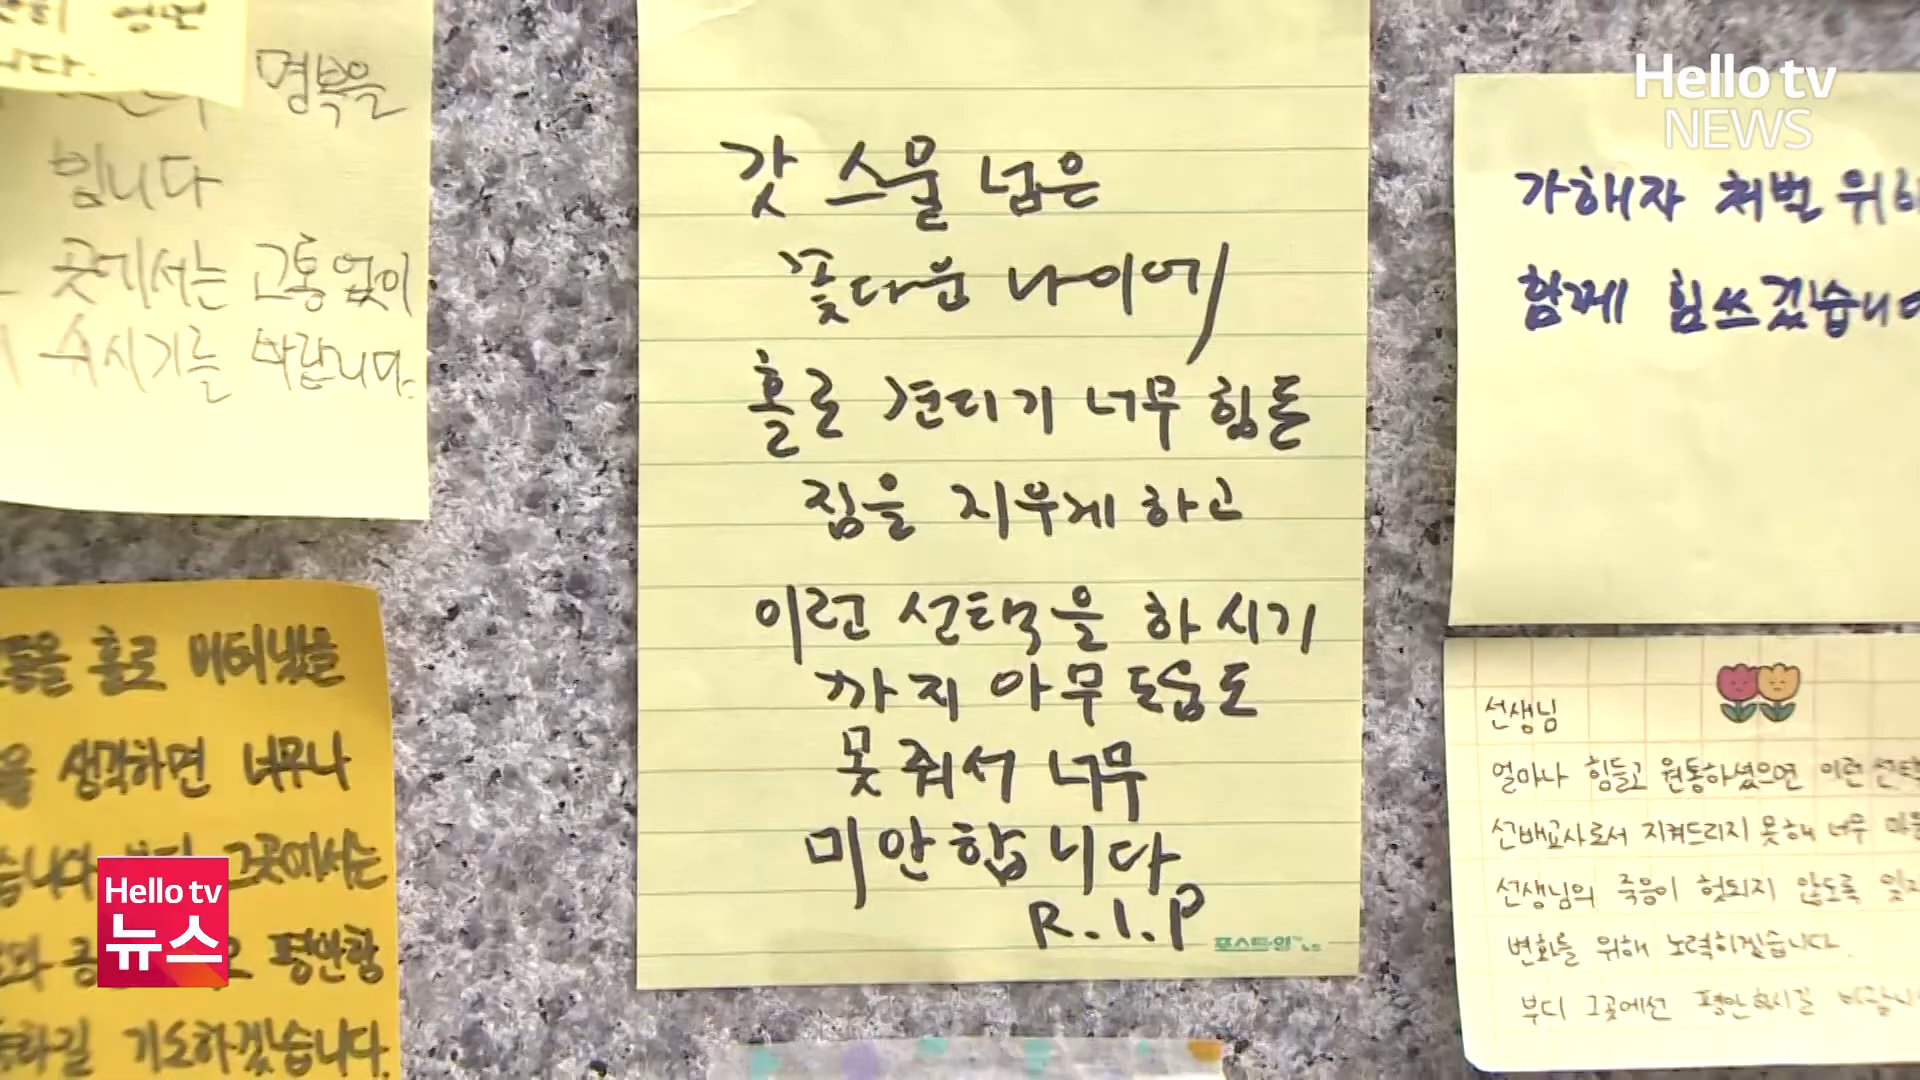 명복을
빕니다
곳에서는 고통 없이
쉬시기를 바랍니다.
갓 스물 넘은
꽃다운 나이에
홀로 견디기 너무 힘든
짐을 지우게 하고
이런 선택을 하시기
까지 아무 도움도
못 줘서 너무
미안합니다
R.I.P
포스트·잇
Hello tv
NEWS
가해자 처벌 위해
함께 힘쓰겠습니다
홀로 버텨냈을
생각하면 너무나
그곳에서는
평안함
기도하겠습니다.
Hello tv
뉴스
선생님
얼마나 힘들고 원통하셨으면 이런 선택
선배교사로서 지켜드리지 못해 너무
선생님의 죽음이 헛되지 않도록
변화를 위해 노력하겠습니다.
부디 그곳에선 평안하시길 바랍니